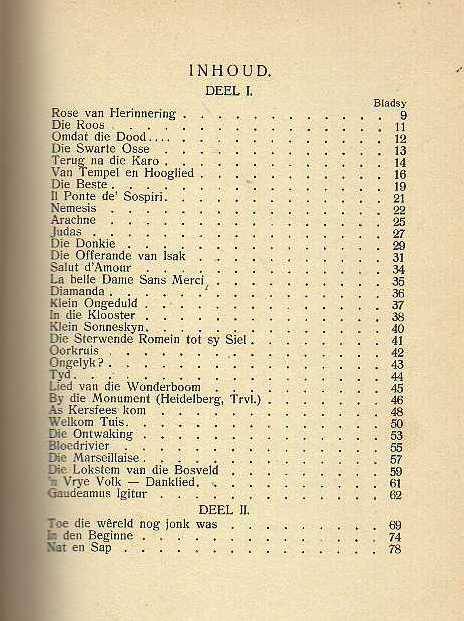 INHOUD.
DEEL I.
Bladsy
Rose van Herinnering . . . . . . . . . . . . 9
Die Roos . . . . . . . . . . . . 11
Omdat die Dood.... . . . . . . . . . . . . 12
Die Swarte Osse . . . . . . . . . . . . 13
Terug na die Karo . . . . . . . . . . . . 14
Van Tempel en Hooglied . . . . . . . . . . . . 16
Die Beste . . . . . . . . . . . . 19
Il Ponte de' Sospiri . . . . . . . . . . . . 21
Nemesis . . . . . . . . . . . . 22
Arachne . . . . . . . . . . . . 25
Judas . . . . . . . . . . . . 27
Die Donkie . . . . . . . . . . . . 29
Die Offerande van Isak . . . . . . . . . . . . 31
Salut d'Amour . . . . . . . . . . . . 34
La belle Dame Sans Merci . . . . . . . . . . . . 35
Diamanda . . . . . . . . . . . . 36
Klein Ongeduld . . . . . . . . . . . . 37
In die Klooster . . . . . . . . . . . . 38
Klein Sonneskyn . . . . . . . . . . . . 40
Die Sterwende Romein tot sy Siel . . . . . . . . . . 41
Oorkruis . . . . . . . . . . . . 42
Ongelyk? . . . . . . . . . . . . 43
Tyd . . . . . . . . . . . . 44
Lied van die Wonderboom . . . . . . . . . . . . 45
By die Monument (Heidelberg, Trvl.) . . . . . . . . 46
As Kersfees kom . . . . . . . . . . . . 48
Welkom Tuis . . . . . . . . . . . . 50
Die Ontwaking . . . . . . . . . . . . 53
Bloedrivier . . . . . . . . . . . . 55
Die Marseillaise . . . . . . . . . . . . 57
Die Lokstem van die Bosveld . . . . . . . . . . 59
'n Vrye Volk — Danklied . . . . . . . . . . . . 61
Gaudeamus Igitur . . . . . . . . . . . . 62
DEEL II.
Toe die wêreld nog jonk was . . . . . . . . . . 69
In den Beginne . . . . . . . . . . . . 74
Nat en Sap . . . . . . . . . . . . 78